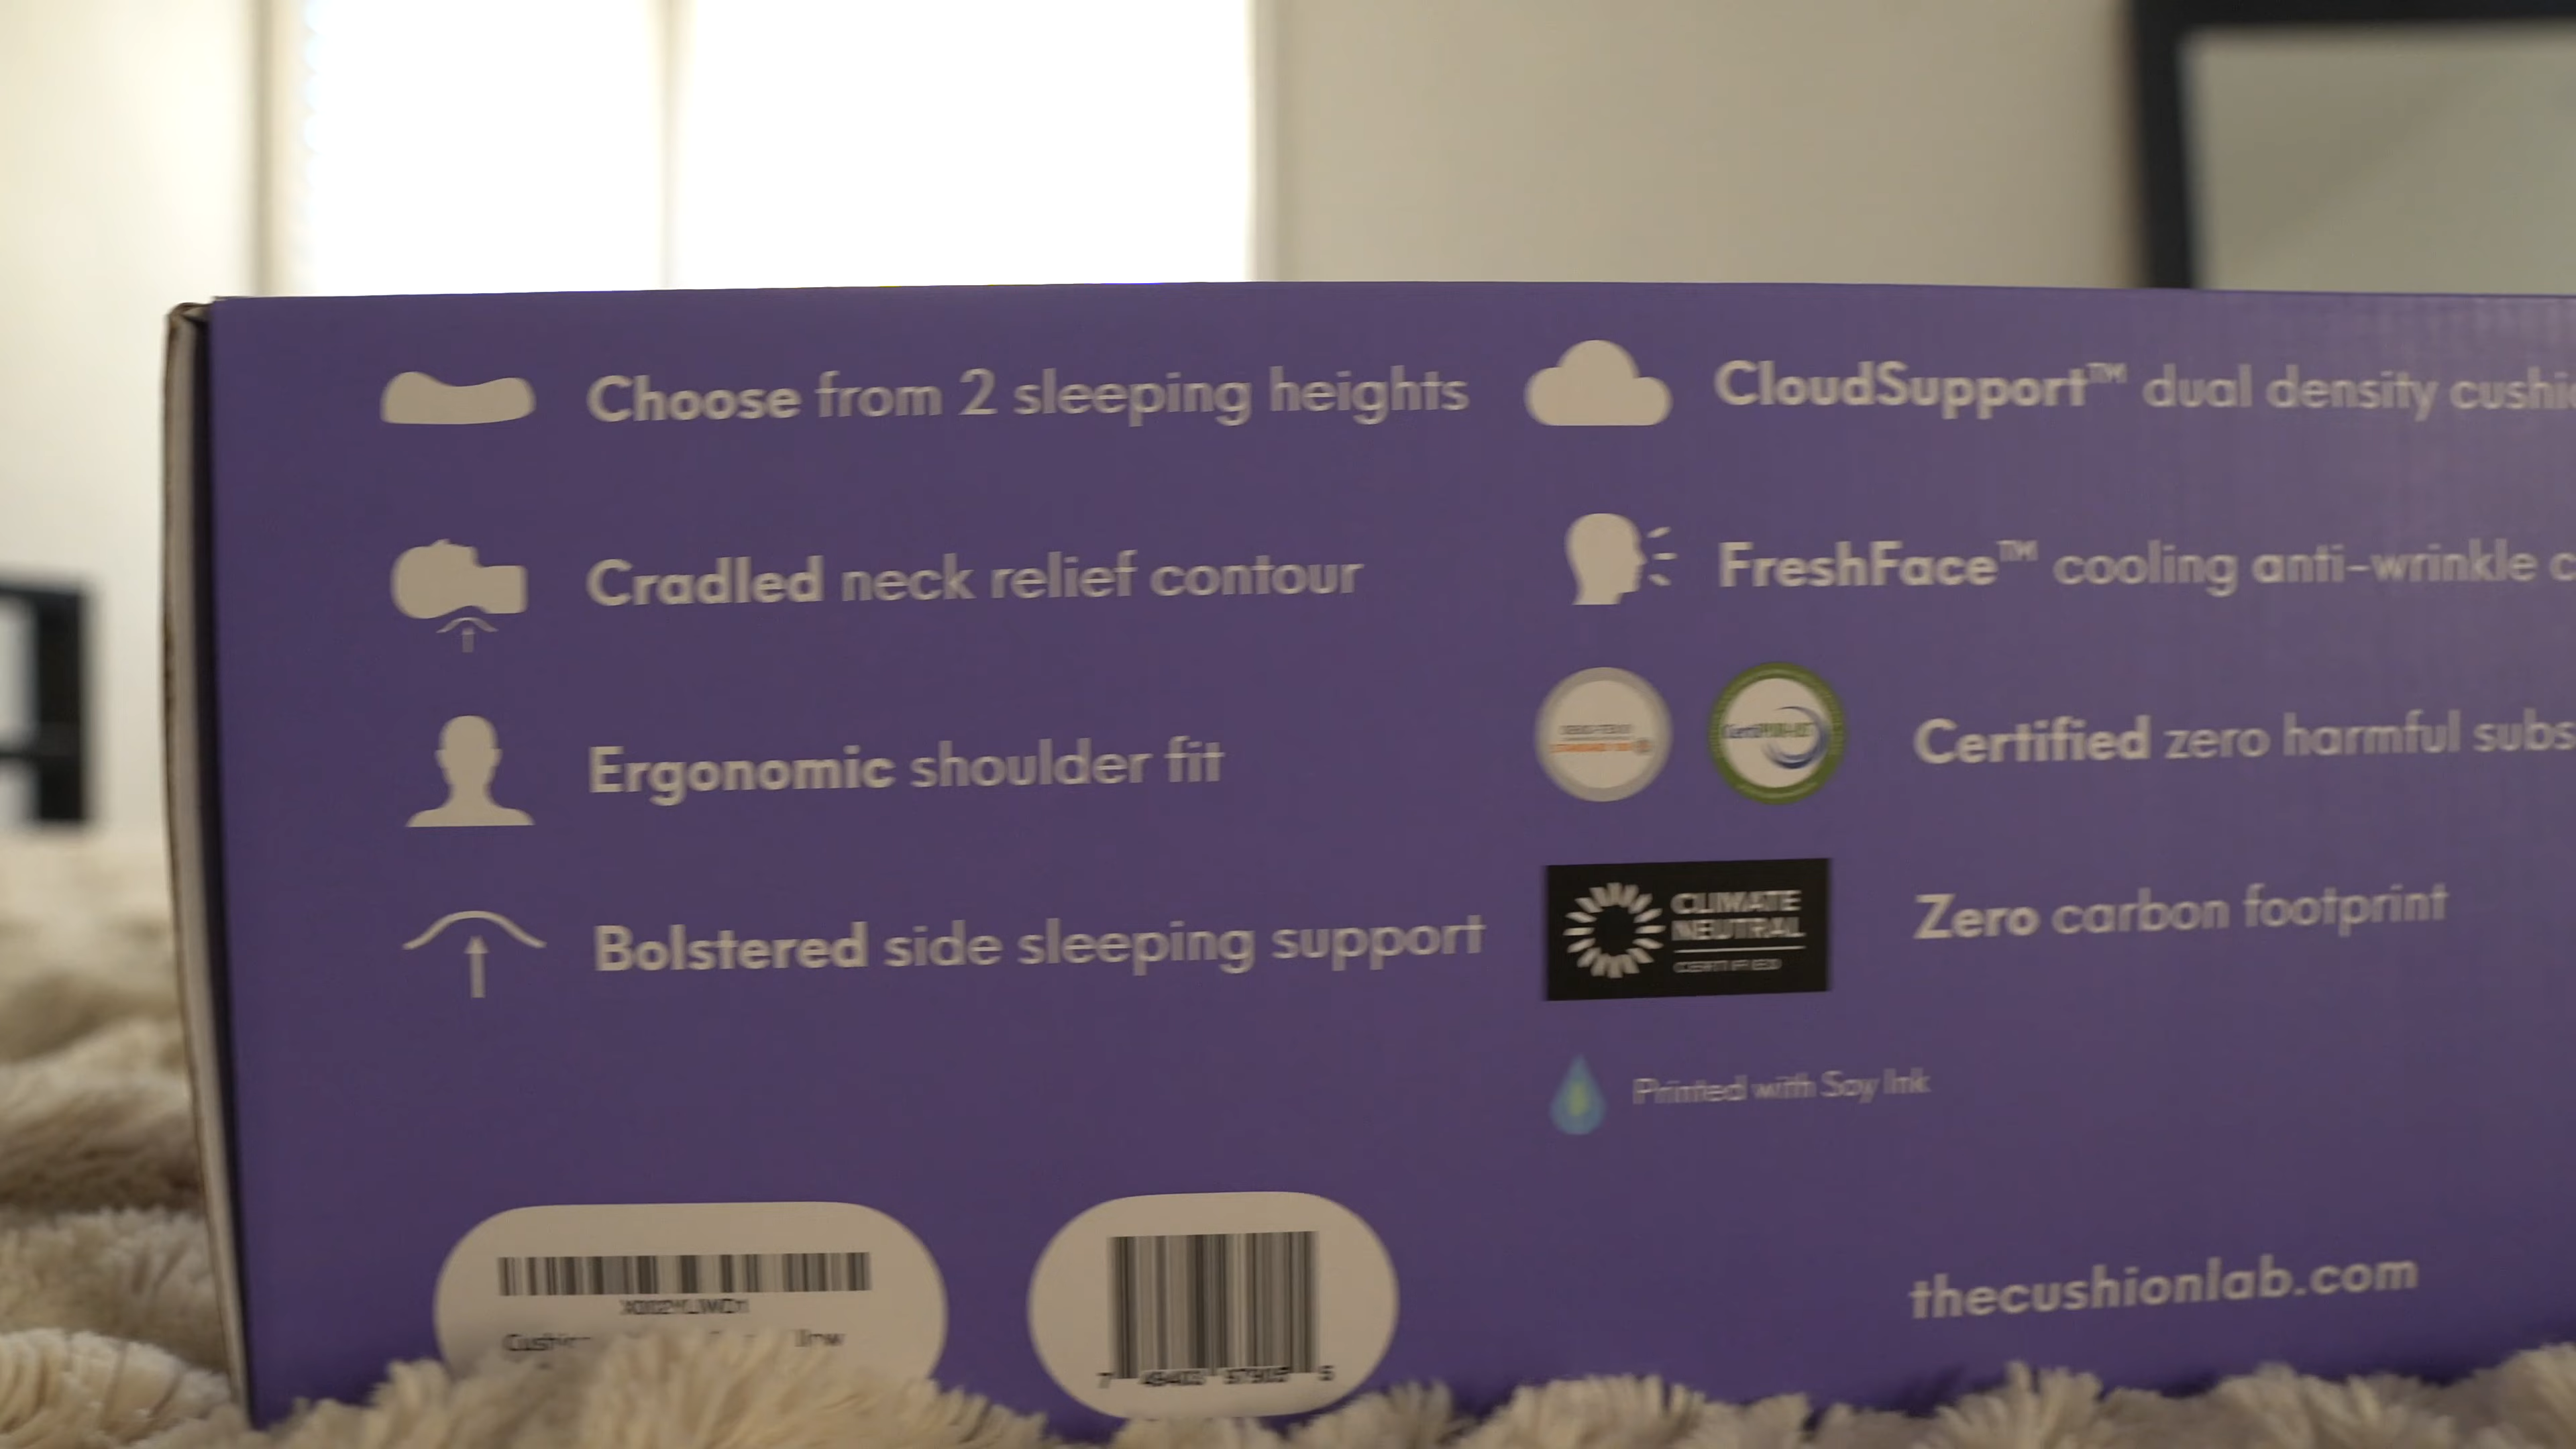 Choose from 2 sleeping heights
Cradled neck relief contour
Ergonomic shoulder fit
Bolstered side sleeping support
CloudSupport™ dual density
FreshFace™ cooling anti-wrinkle
Certified zero harmful
CLIMATE
NEUTRAL
CERTIFIED
Zero carbon footprint
Printed with Soy Ink
thecushionlab.com